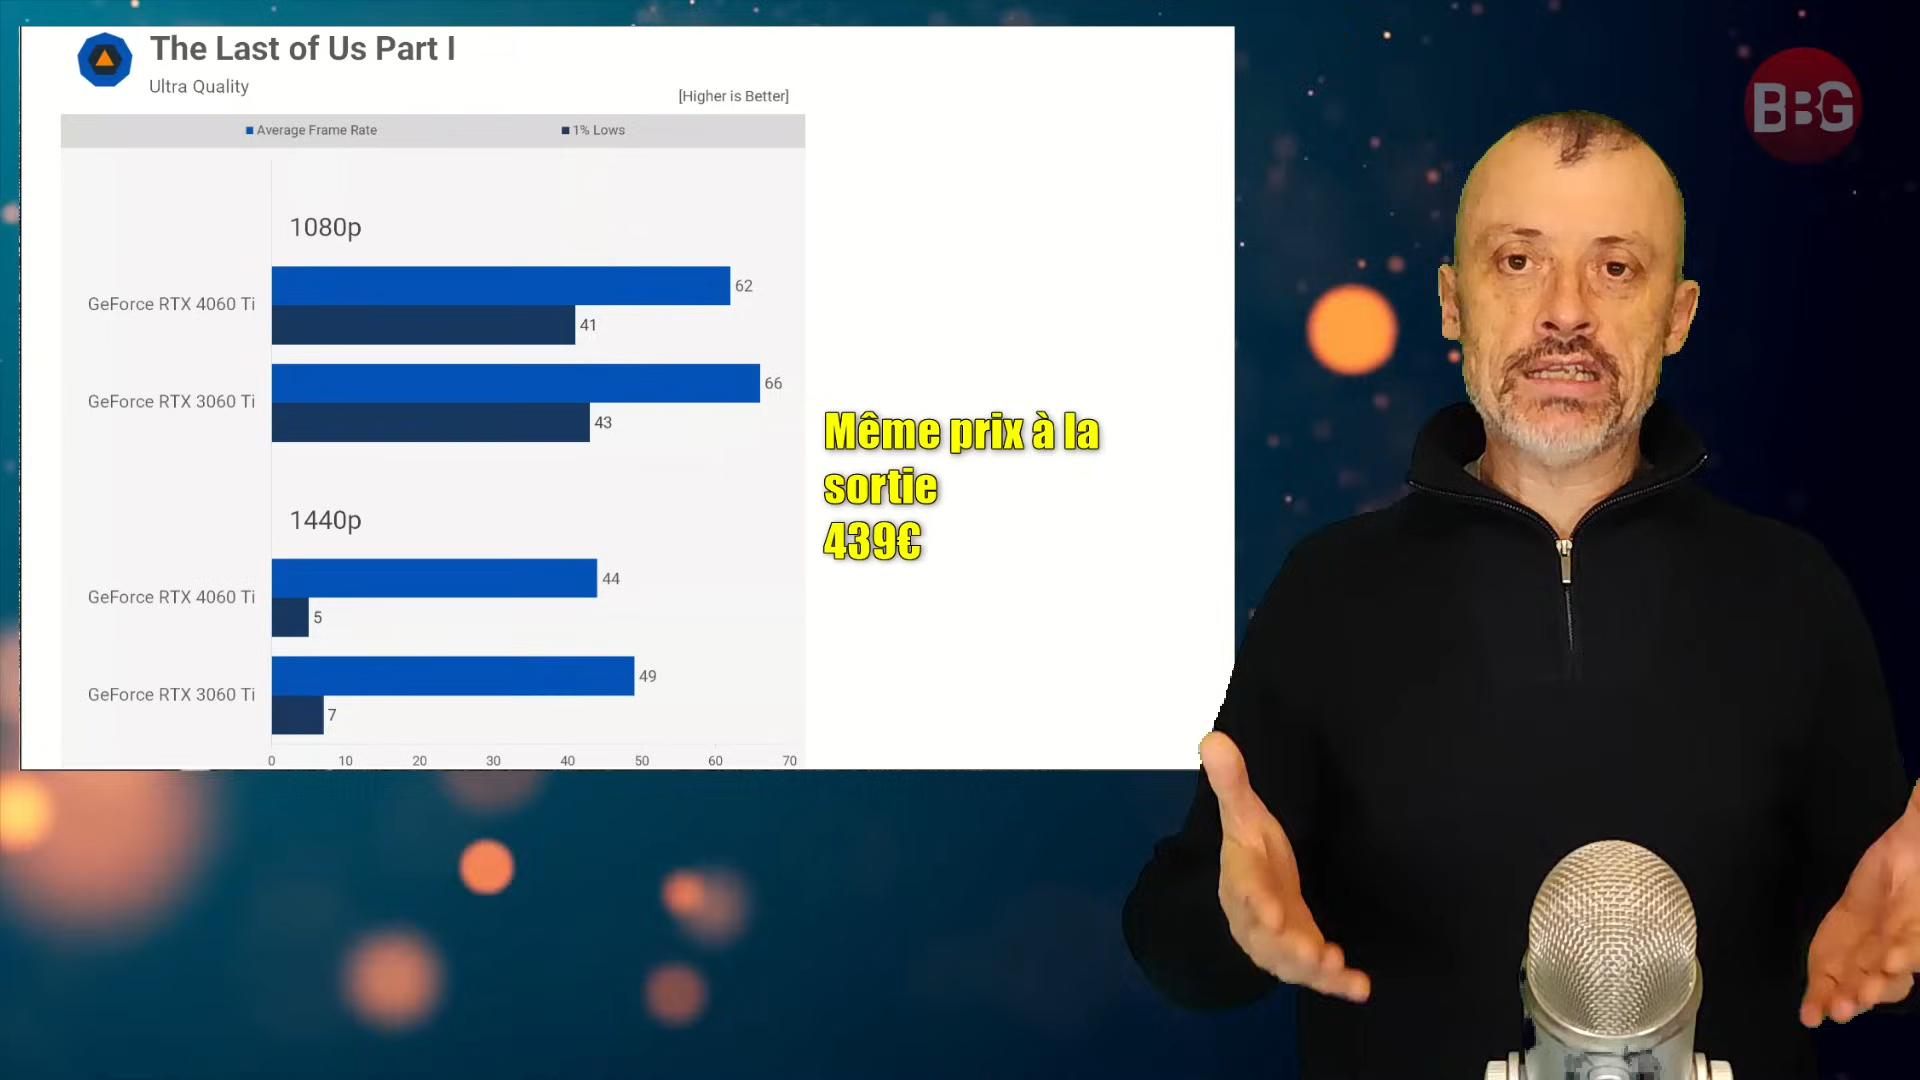 The Last of Us Part I
Ultra Quality
[Higher is Better]
Average Frame Rate
1% Lows
1080p
GeForce RTX 4060 Ti
62
41
GeForce RTX 3060 Ti
66
43
1440p
GeForce RTX 4060 Ti
44
5
GeForce RTX 3060 Ti
49
7
0 10 20 30 40 50 60 70
Même prix à la
sortie
439€
BBG